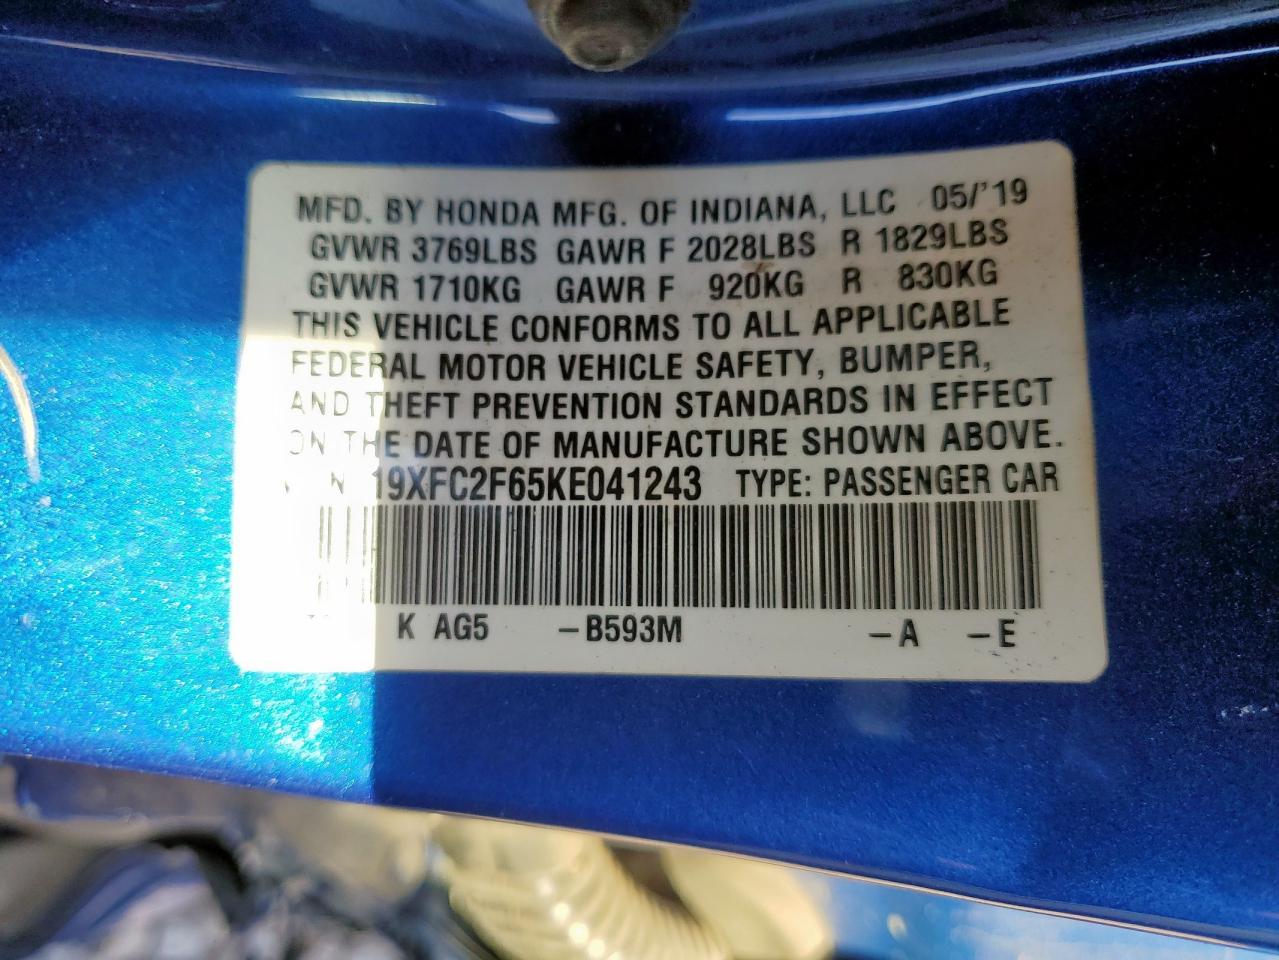 MFD. BY HONDA MFG. OF INDIANA, LLC 05/'19
GVWR 3769LBS GAWR F 2028LBS R 1829LBS
GVWR 1710KG GAWR F 920KG R 830KG
THIS VEHICLE CONFORMS TO ALL APPLICABLE
FEDERAL MOTOR VEHICLE SAFETY, BUMPER,
AND THEFT PREVENTION STANDARDS IN EFFECT
ON THE DATE OF MANUFACTURE SHOWN ABOVE.
19XFC2F65KE041243 TYPE: PASSENGER CAR
K AG5 -B593M -A -E